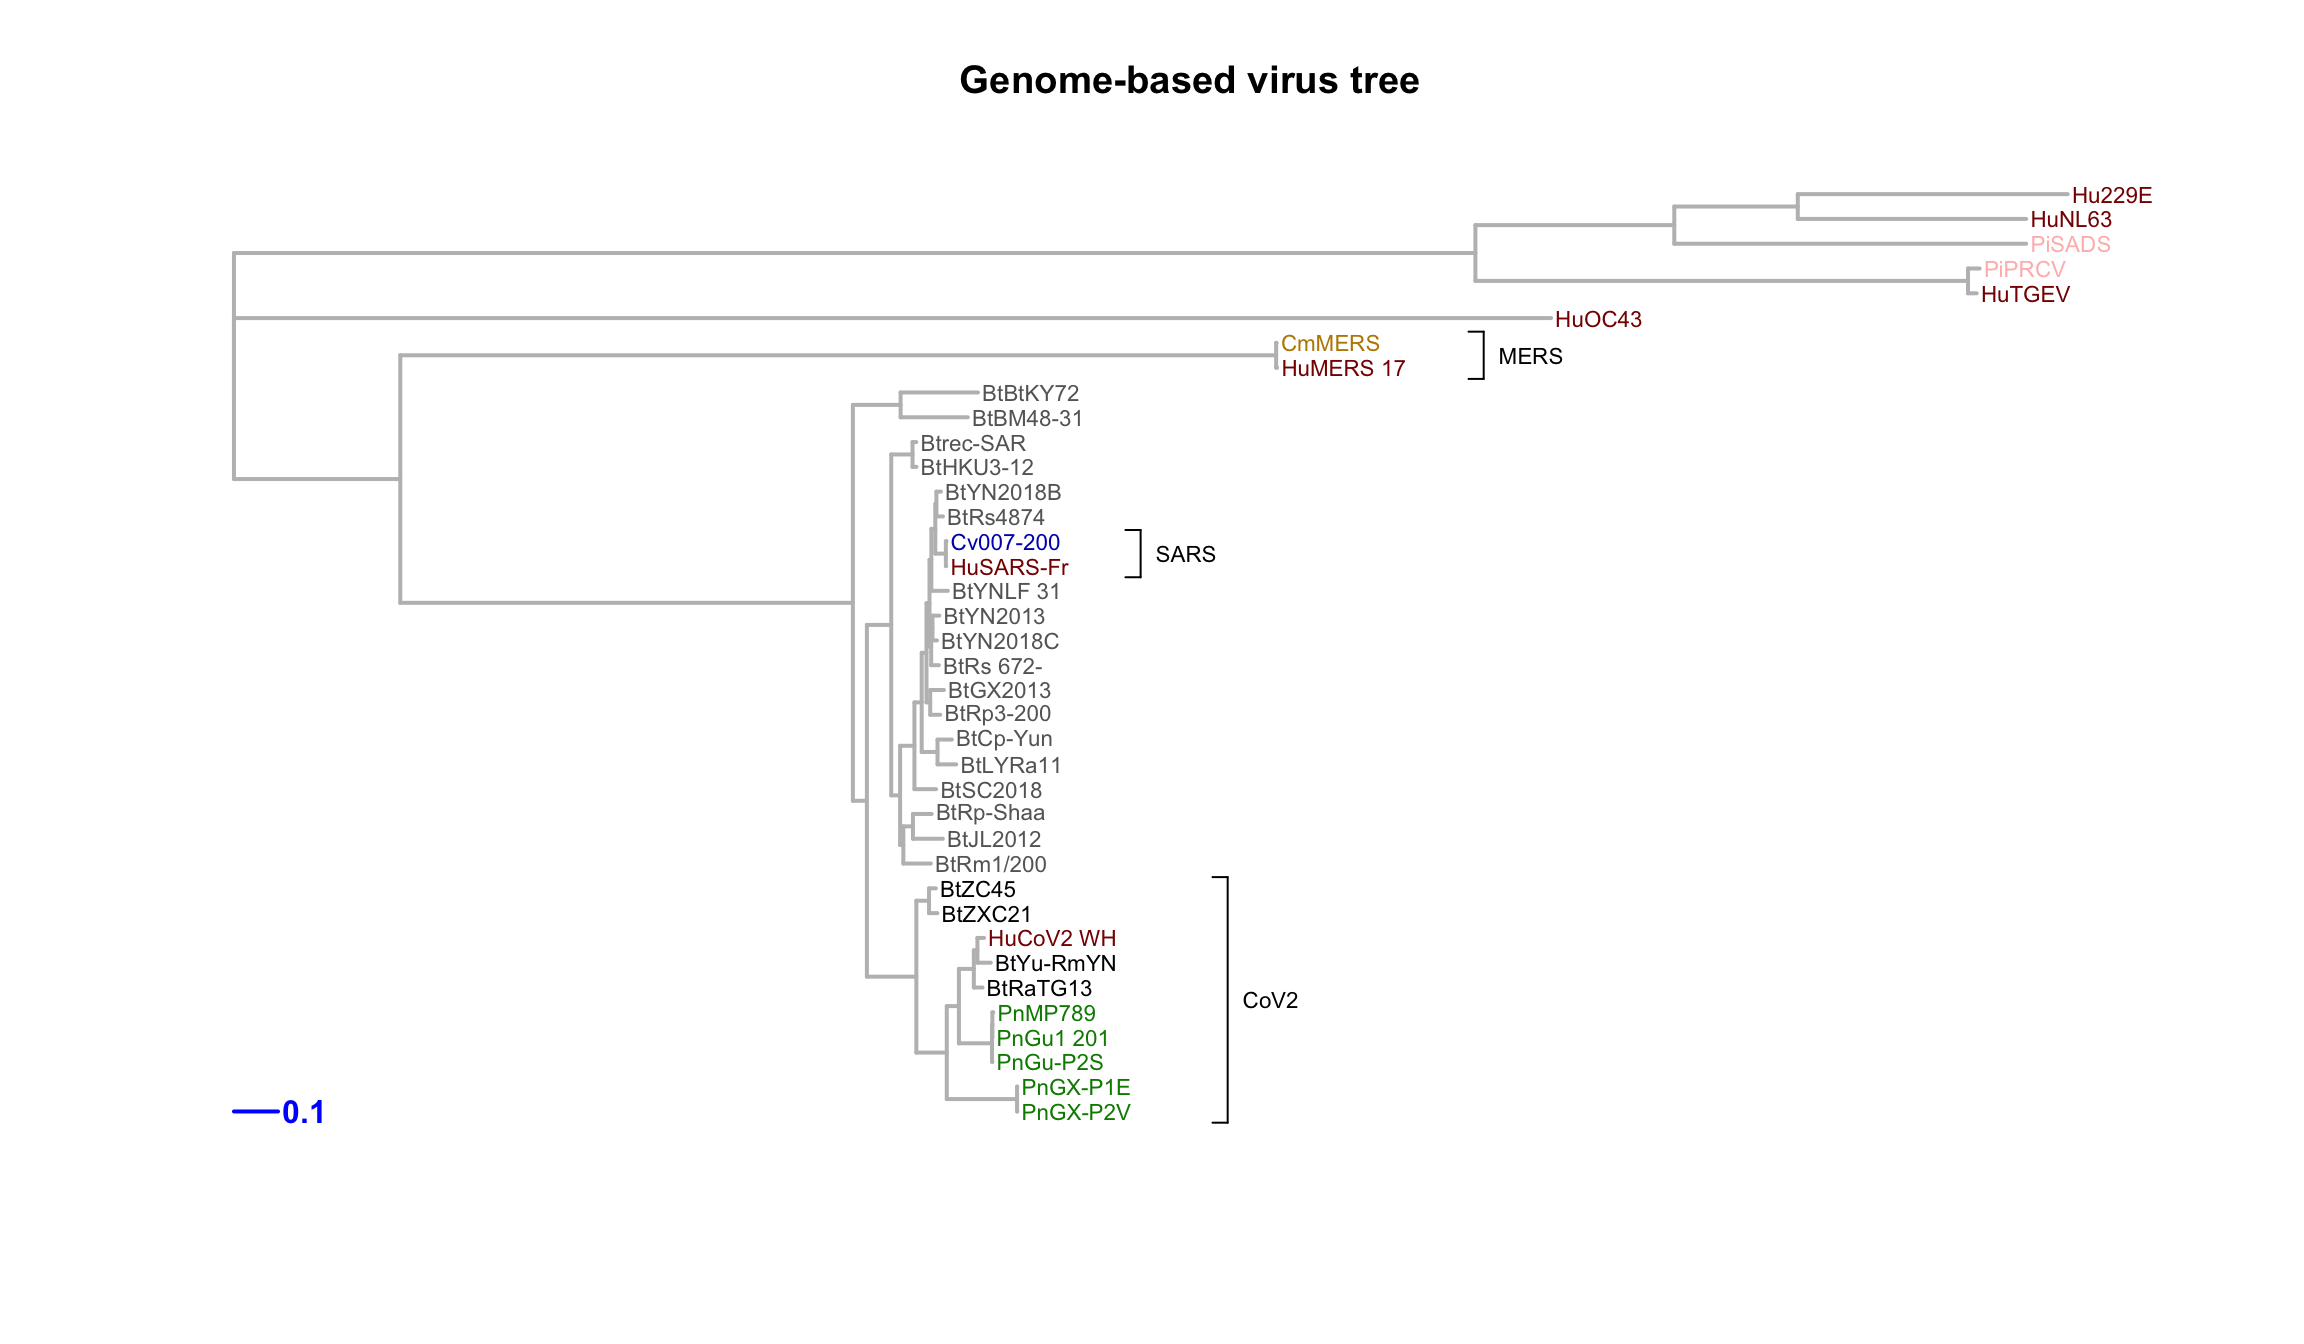 Genome-based virus tree
Hu229E
HuNL63
PiSADS
PiPRCV
HuTGEV
HuOC43
CmMERS
HuMERS 17
MERS
BtBtKY72
BtBM48-31
Btrec-SAR
BtHKU3-12
BtYN2018B
BtRs4874
Cv007-200
HuSARS-Fr
SARS
BtYNLF 31
BtYN2013
BtYN2018C
BtRs 672-
BtGX2013
BtRp3-200
BtCp-Yun
BtLYRa11
BtSC2018
BtRp-Shaa
BtJL2012
BtRm1/200
BtZC45
BtZXC21
HuCoV2 WH
BtYu-RmYN
BtRaTG13
CoV2
PnMP789
PnGu1 201
PnGu-P2S
PnGX-P1E
PnGX-P2V
0.1